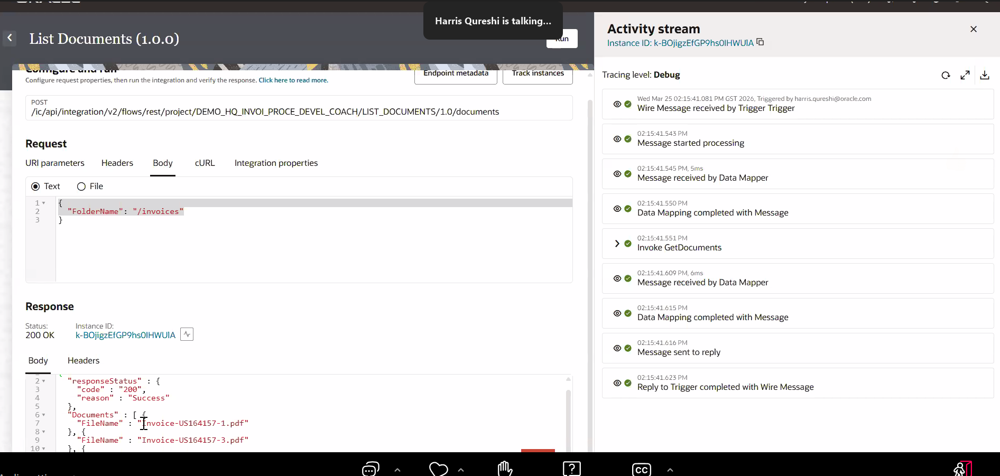 Harris Qureshi is talking...
List Documents (1.0.0)
Run
Configure and run
Configure request properties, then run the integration and verify the response. Click here to read more.
Endpoint metadata
Track instances
POST
/ic/api/integration/v2/flows/rest/project/DEMO_HQ_INVOI_PROCE_DEVEL_COACH/LIST_DOCUMENTS/1.0/documents
Request
URI parameters
Headers
Body
cURL
Integration properties
Text
File
1
{
2
"FolderName": "/invoices"
3
}
Response
Status:
200 OK
Instance ID:
k-BOjigzEfGP9hs0IHWUlA
Body
Headers
2
"responseStatus" : {
3
"code" : "200",
4
"reason" : "Success"
5
},
6
"Documents" : [ {
7
"FileName" : "Invoice-US164157-1.pdf"
8
}, {
9
"FileName" : "Invoice-US164157-3.pdf"
10
}, {
Activity stream
Instance ID: k-BOjigzEfGP9hs0IHWUlA
Tracing level: Debug
Wed Mar 25 02:15:41.081 PM GST 2026, Triggered by harris.qureshi@oracle.com
Wire Message received by Trigger Trigger
02:15:41.543 PM
Message started processing
02:15:41.545 PM, 5ms
Message received by Data Mapper
02:15:41.550 PM
Data Mapping completed with Message
02:15:41.551 PM
Invoke GetDocuments
02:15:41.609 PM, 6ms
Message received by Data Mapper
02:15:41.615 PM
Data Mapping completed with Message
02:15:41.616 PM
Message sent to reply
02:15:41.623 PM
Reply to Trigger completed with Wire Message
CC